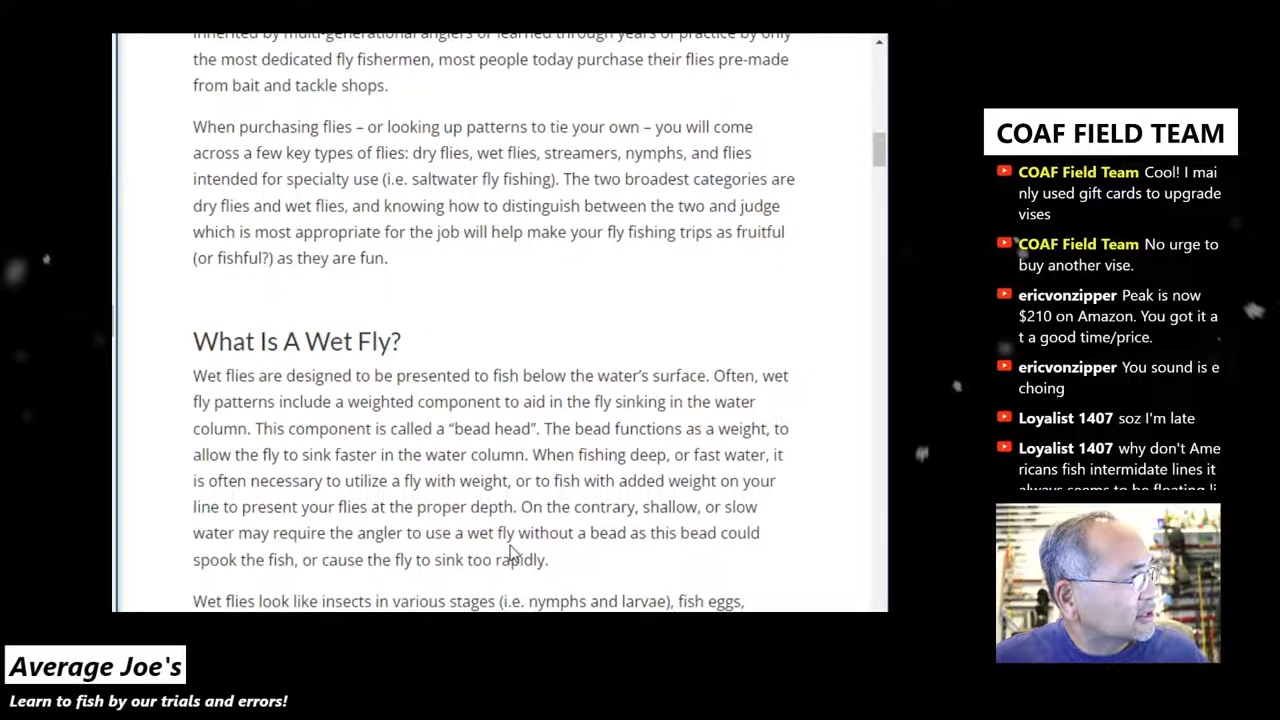 inherited by multi-generational anglers or learned through years of practice by only
the most dedicated fly fishermen, most people today purchase their flies pre-made
from bait and tackle shops.
When purchasing flies – or looking up patterns to tie your own – you will come
across a few key types of flies: dry flies, wet flies, streamers, nymphs, and flies
intended for specialty use (i.e. saltwater fly fishing). The two broadest categories are
dry flies and wet flies, and knowing how to distinguish between the two and judge
which is most appropriate for the job will help make your fly fishing trips as fruitful
(or fishful?) as they are fun.
What Is A Wet Fly?
Wet flies are designed to be presented to fish below the water’s surface. Often, wet
fly patterns include a weighted component to aid in the fly sinking in the water
column. This component is called a “bead head”. The bead functions as a weight, to
allow the fly to sink faster in the water column. When fishing deep, or fast water, it
is often necessary to utilize a fly with weight, or to fish with added weight on your
line to present your flies at the proper depth. On the contrary, shallow, or slow
water may require the angler to use a wet fly without a bead as this bead could
spook the fish, or cause the fly to sink too rapidly.
Wet flies look like insects in various stages (i.e. nymphs and larvae), fish eggs,
COAF FIELD TEAM
COAF Field Team Cool! I mai
nly used gift cards to upgrade
vises
COAF Field Team No urge to
buy another vise.
ericvonzipper Peak is now
$210 on Amazon. You got it a
t a good time/price.
ericvonzipper You sound is e
choing
Loyalist 1407 soz I'm late
Loyalist 1407 why don't Ame
ricans fish intermidate lines it
always seems to be floating li
Average Joe's
Learn to fish by our trials and errors!